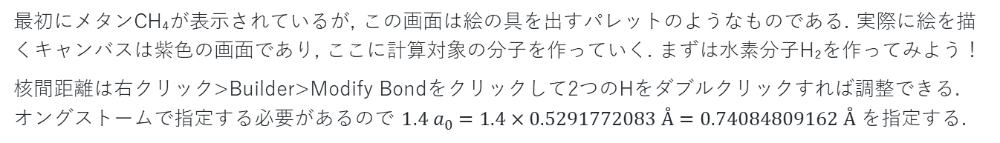 最初にメタンCH₄が表示されているが, この画面は絵の具を出すパレットのようなものである. 実際に絵を描
くキャンバスは紫色の画面であり, ここに計算対象の分子を作っていく. まずは水素分子H₂を作ってみよう！
核間距離は右クリック>Builder>Modify Bondをクリックして2つのHをダブルクリックすれば調整できる.
オングストームで指定する必要があるので 1.4 a₀ = 1.4 × 0.5291772083 Å = 0.74084809162 Å を指定する.